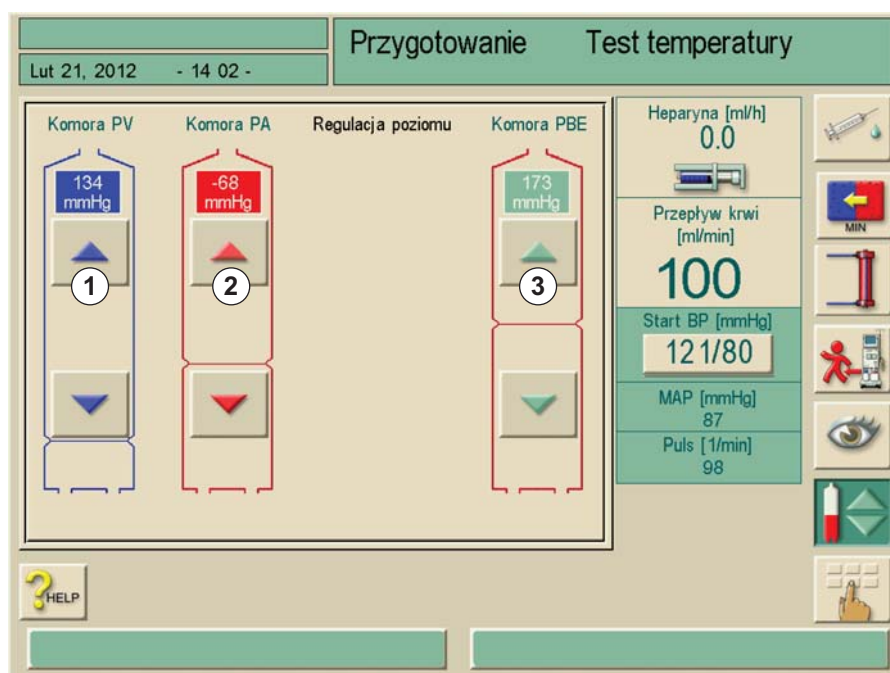 Przygotowanie Test temperatury
Lut 21, 2012 - 14 02 -
Komora PV Komora PA Regulacja poziomu Komora PBE
134 mmHg
-68 mmHg
173 mmHg
1 2 3
Heparyna [ml/h]
0.0
Przepływ krwi
[ml/min]
100
Start BP [mmHg]
121/80
MAP [mmHg]
87
Puls [1/min]
98
MIN
HELP